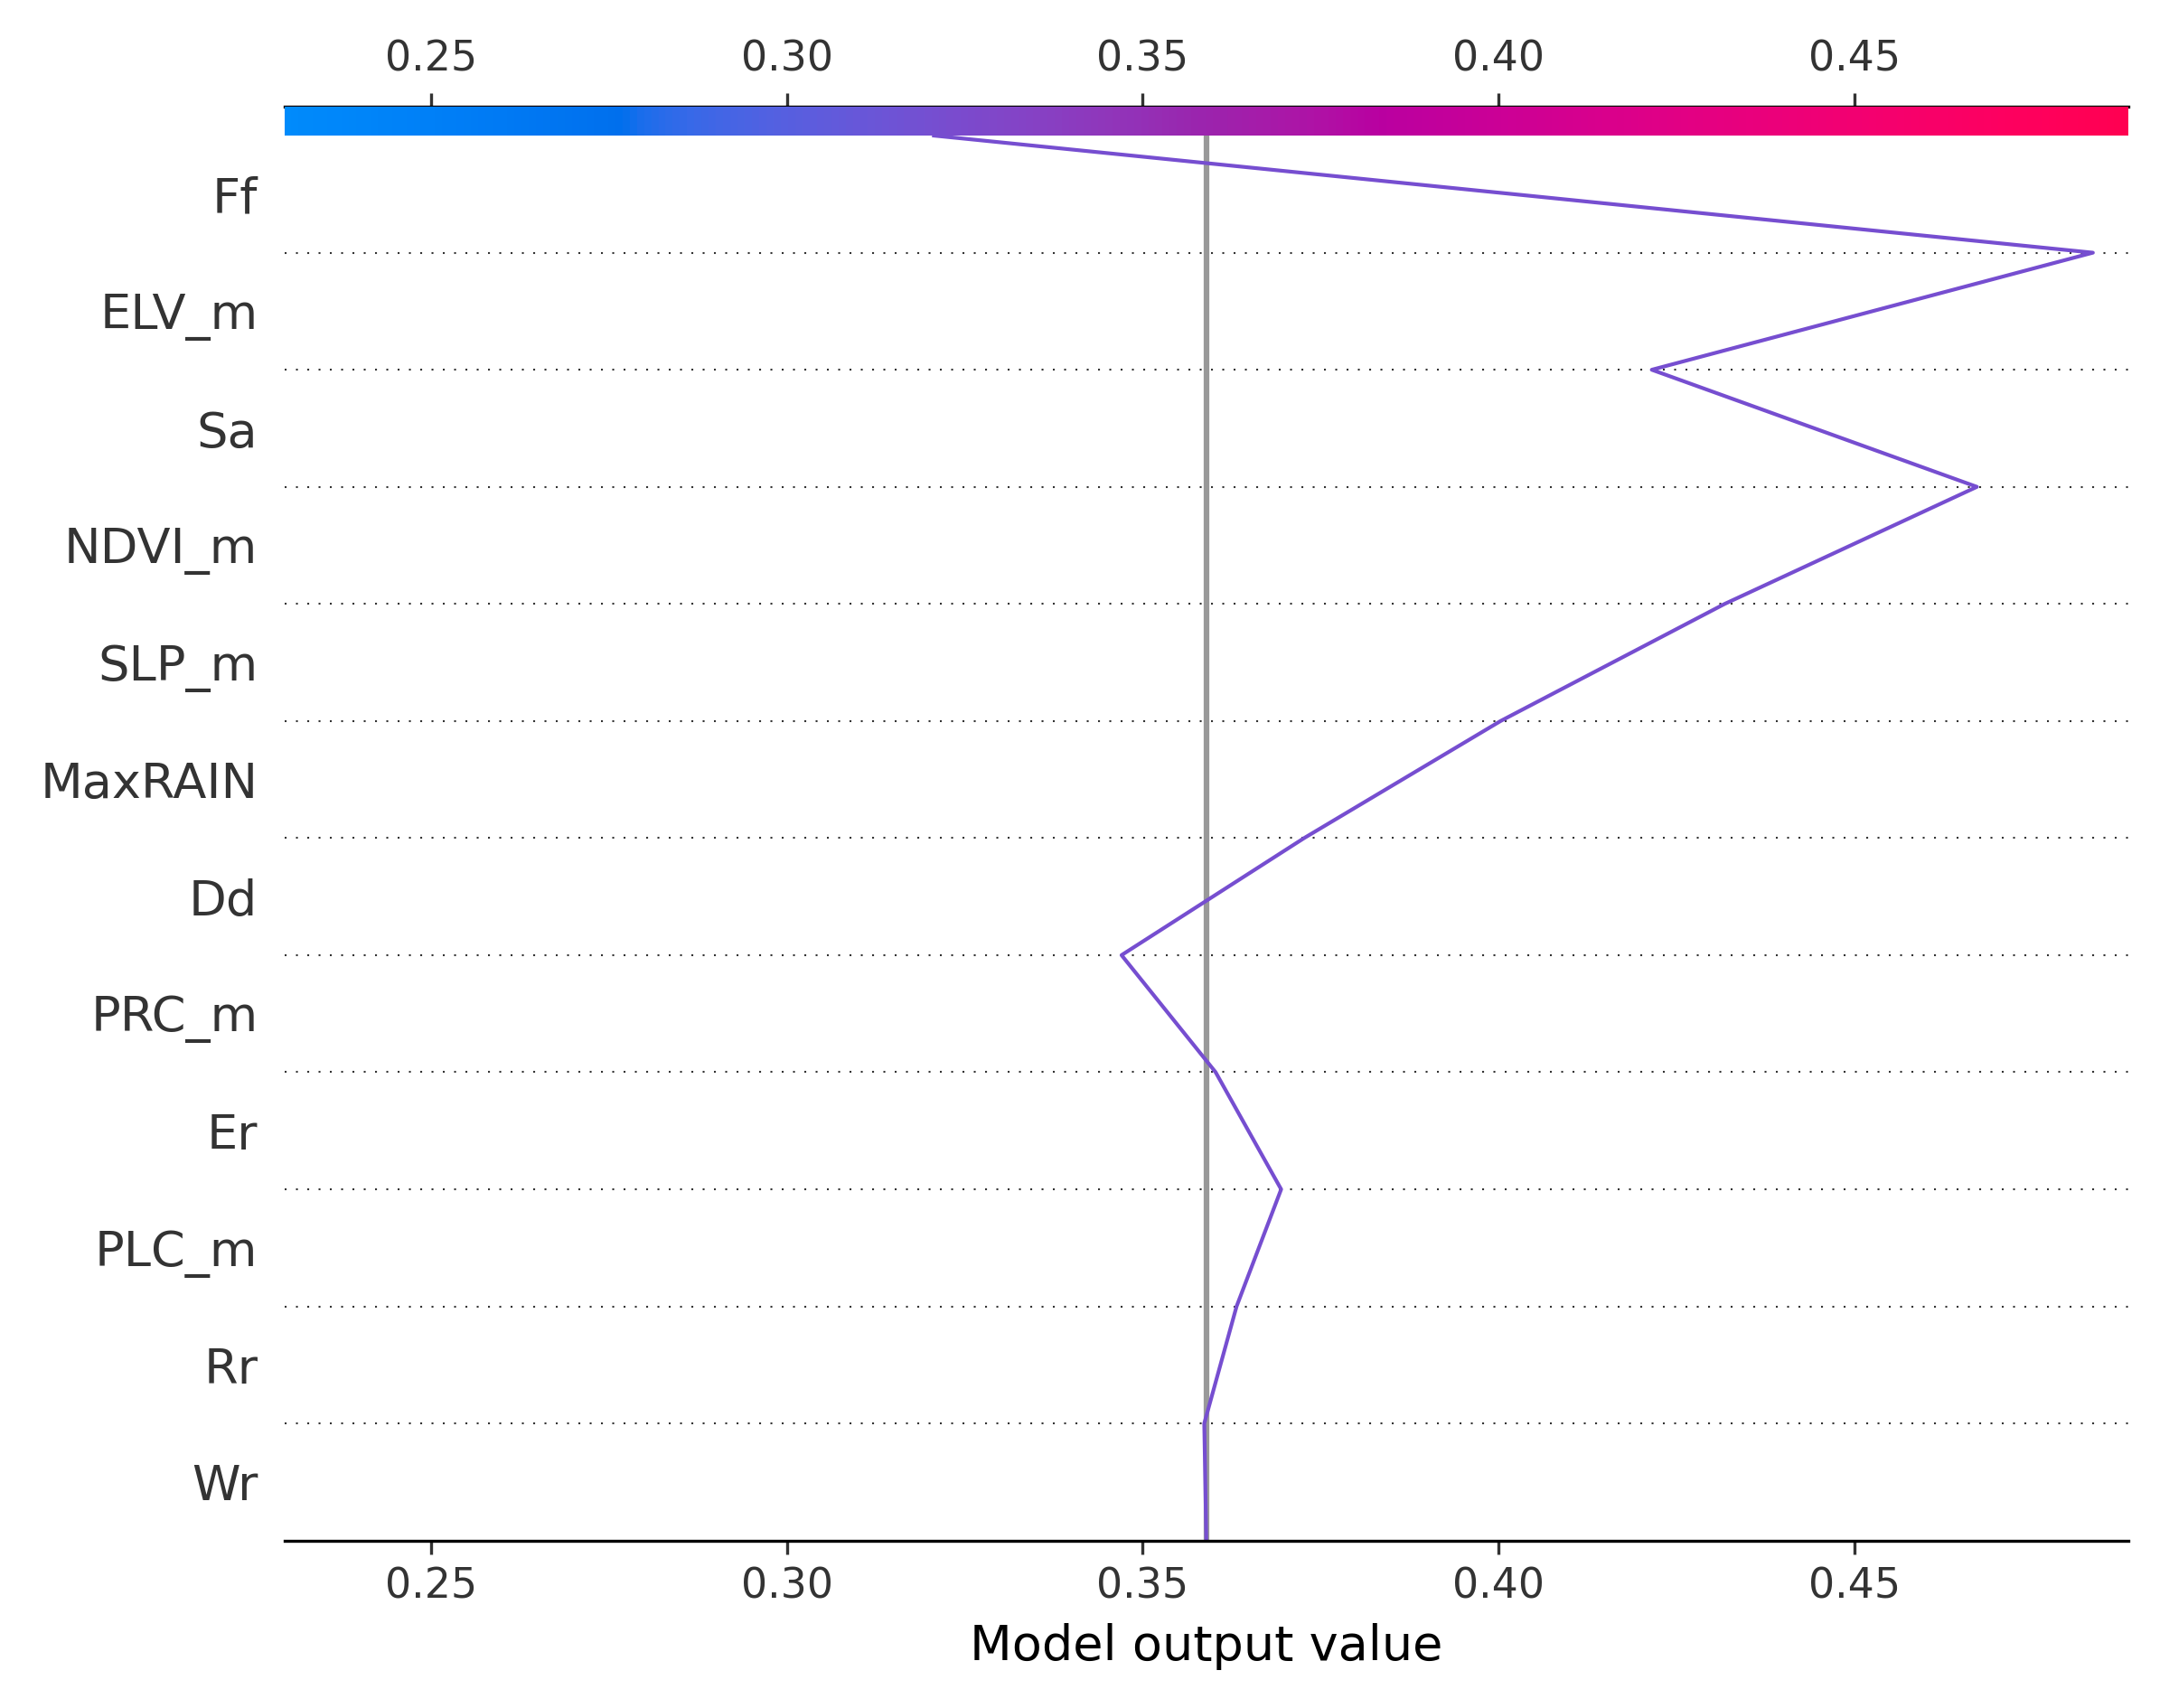 0.25 0.30 0.35 0.40 0.45
Ff
ELV_m
Sa
NDVI_m
SLP_m
MaxRAIN
Dd
PRC_m
Er
PLC_m
Rr
Wr
0.25 0.30 0.35 0.40 0.45
Model output value